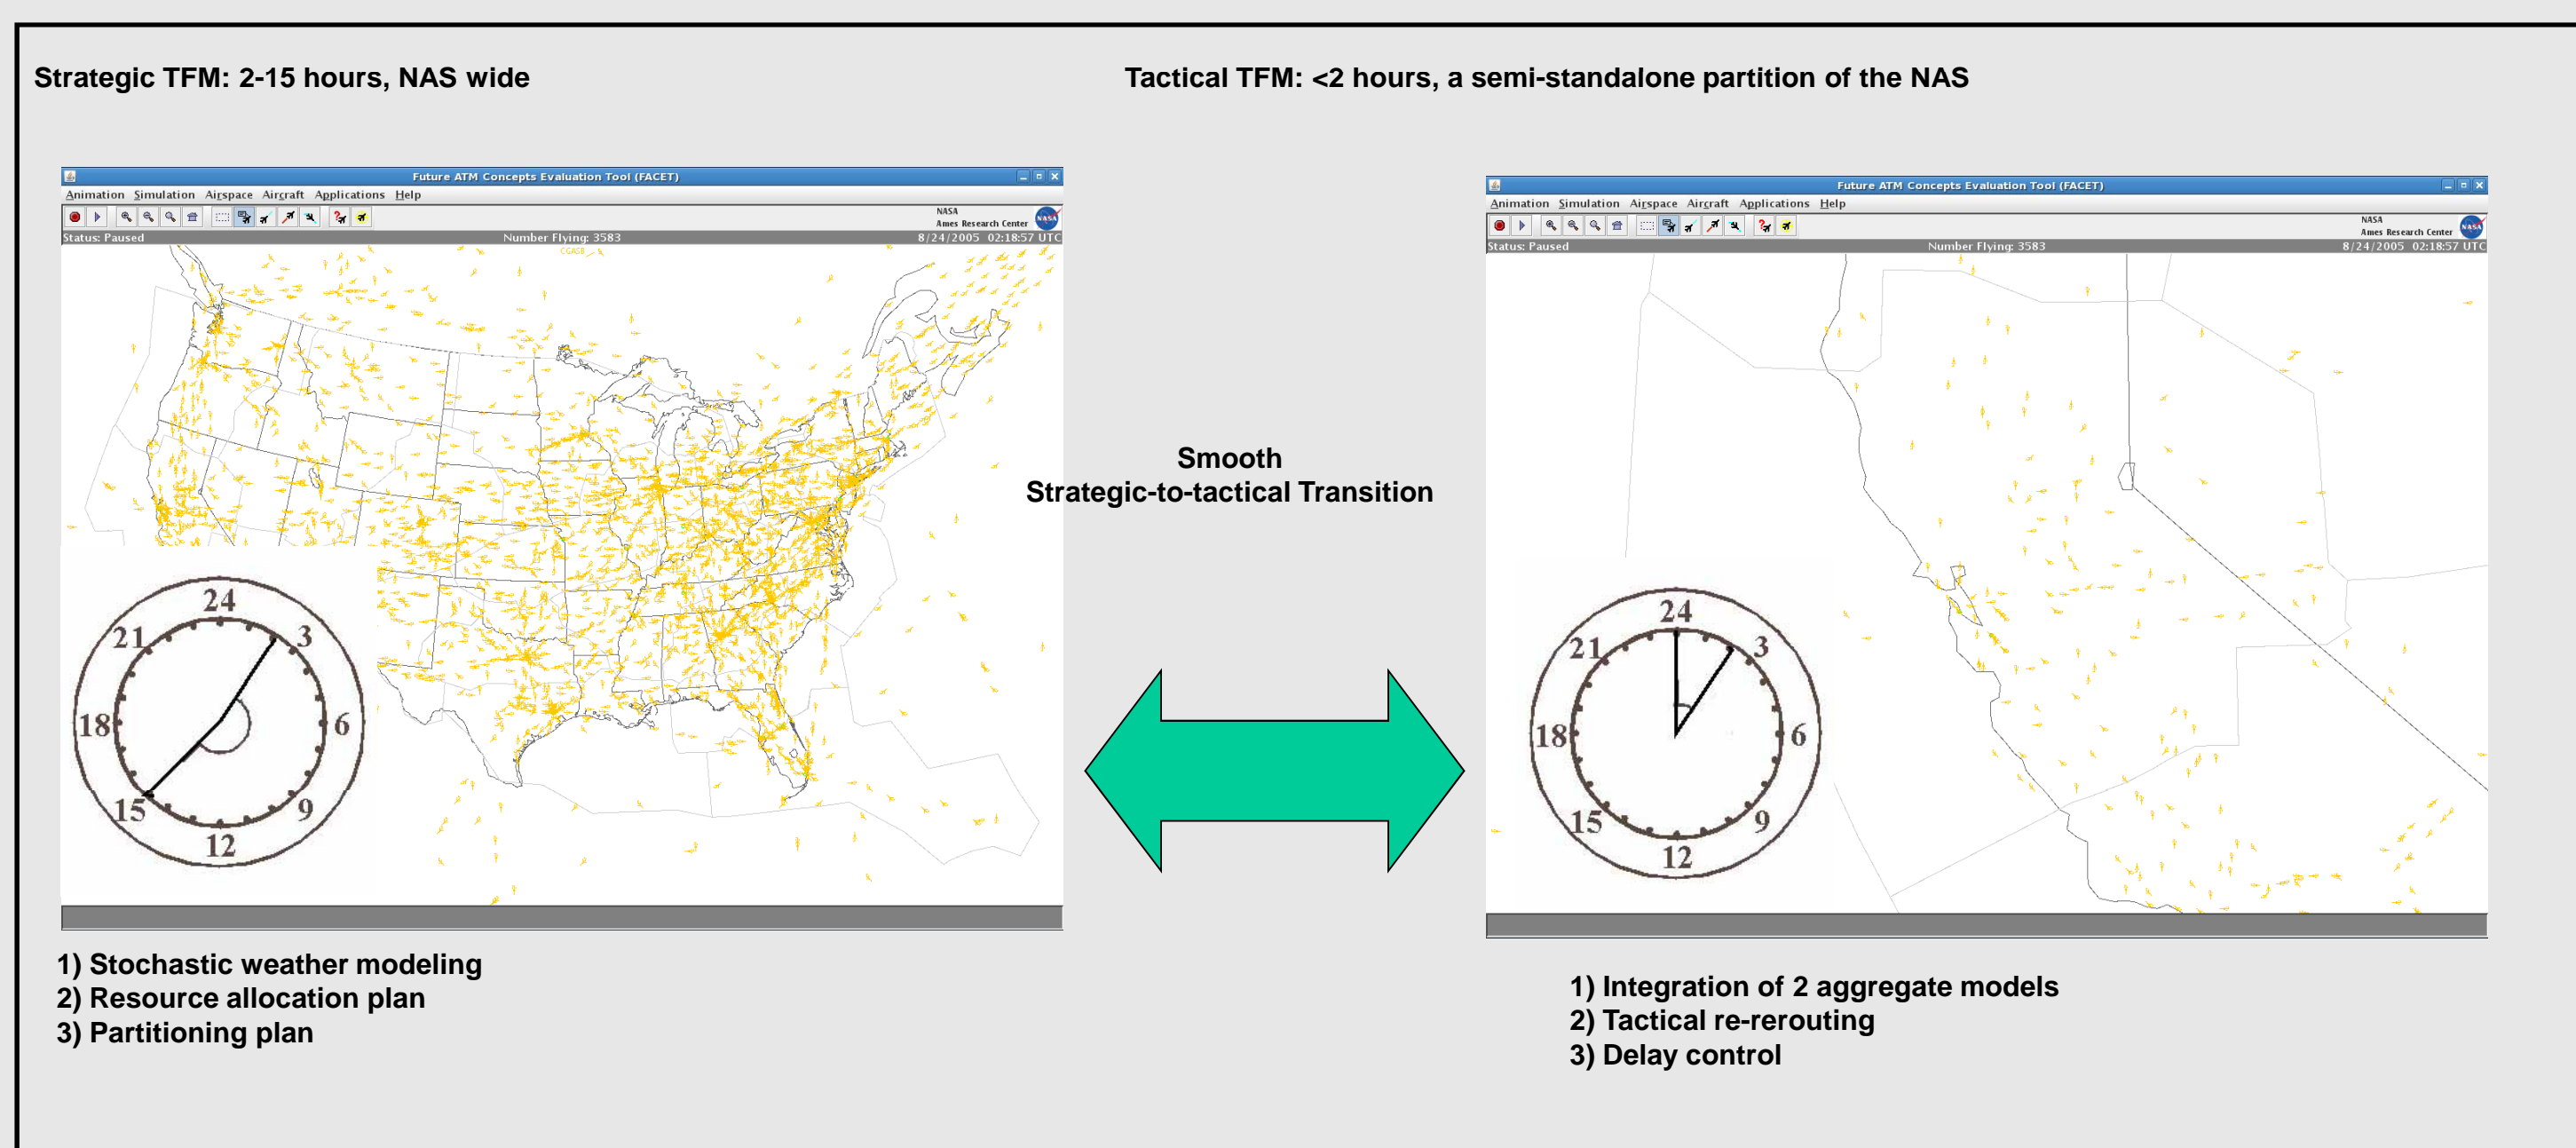 Strategic TFM: 2-15 hours, NAS wide
Tactical TFM: <2 hours, a semi-standalone partition of the NAS
Future ATM Concepts Evaluation Tool (FACET)
Animation Simulation Airspace Aircraft Applications Help
NASA
Ames Research Center
NASA
Status: Paused Number Flying: 3583 8/24/2005 02:18:57 UTC
CGASB
24
21 3
18 6
15 9
12
Smooth
Strategic-to-tactical Transition
Future ATM Concepts Evaluation Tool (FACET)
Animation Simulation Airspace Aircraft Applications Help
NASA
Ames Research Center
NASA
Status: Paused Number Flying: 3583 8/24/2005 02:18:57 UTC
24
21 3
18 6
15 9
12
1) Stochastic weather modeling
2) Resource allocation plan
3) Partitioning plan
1) Integration of 2 aggregate models
2) Tactical re-rerouting
3) Delay control